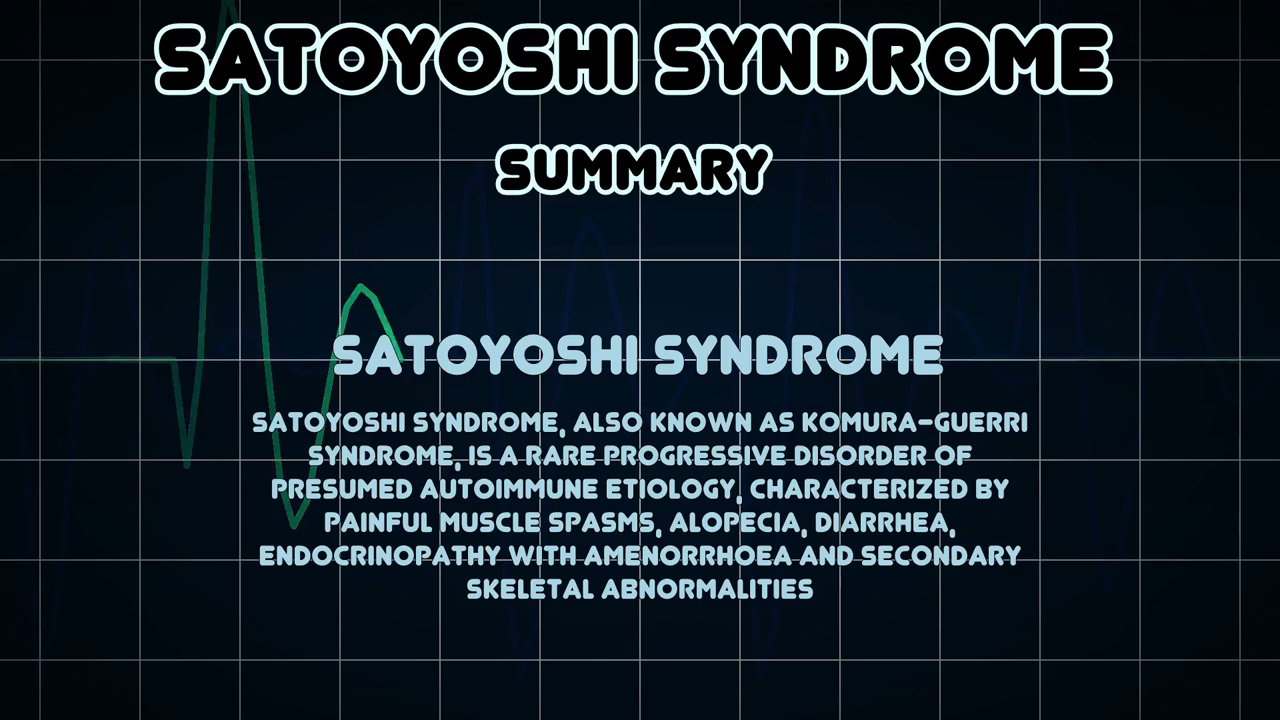 SATOYOSHI SYNDROME
SUMMARY
SATOYOSHI SYNDROME
SATOYOSHI SYNDROME, ALSO KNOWN AS KOMURA-GUERRI
SYNDROME, IS A RARE PROGRESSIVE DISORDER OF
PRESUMED AUTOIMMUNE ETIOLOGY, CHARACTERIZED BY
PAINFUL MUSCLE SPASMS, ALOPECIA, DIARRHEA,
ENDOCRINOPATHY WITH AMENORRHOEA AND SECONDARY
SKELETAL ABNORMALITIES